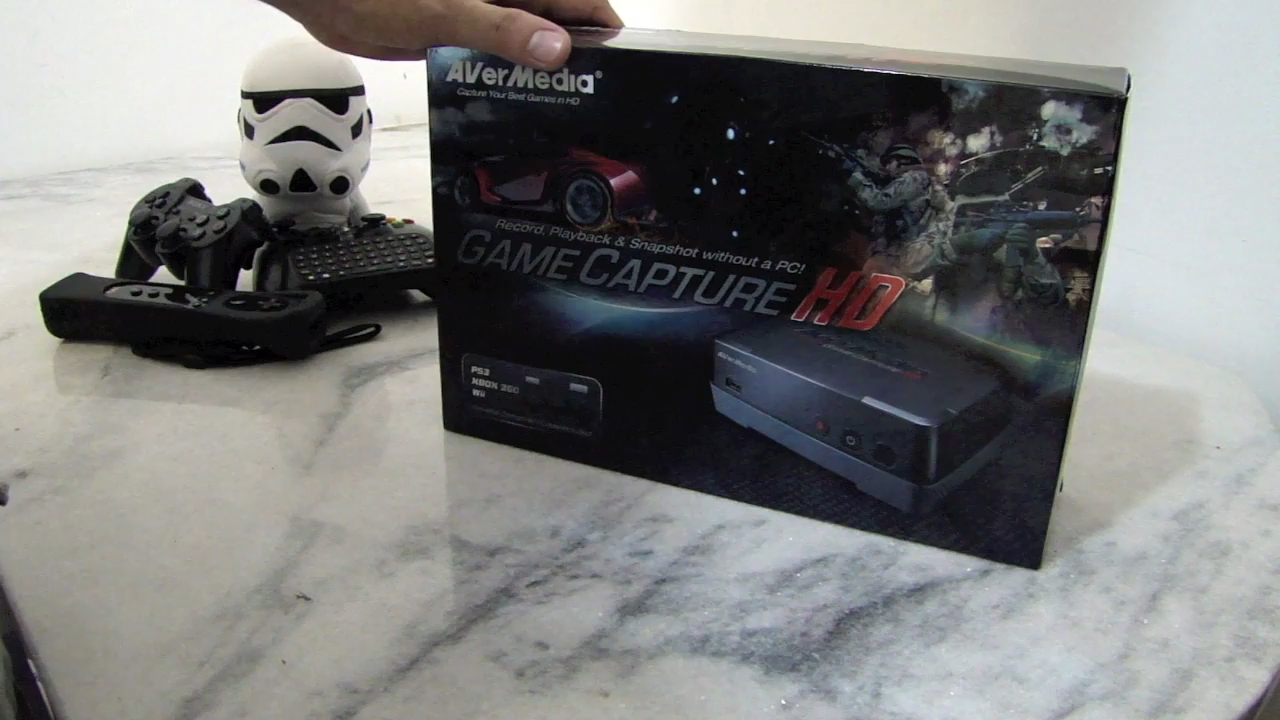 AVerMedia®
Capture Your Best Games in HD
Record, Playback & Snapshot without a PC!
GAME CAPTURE HD
AVerMedia
PS3
XBOX 360
Wii